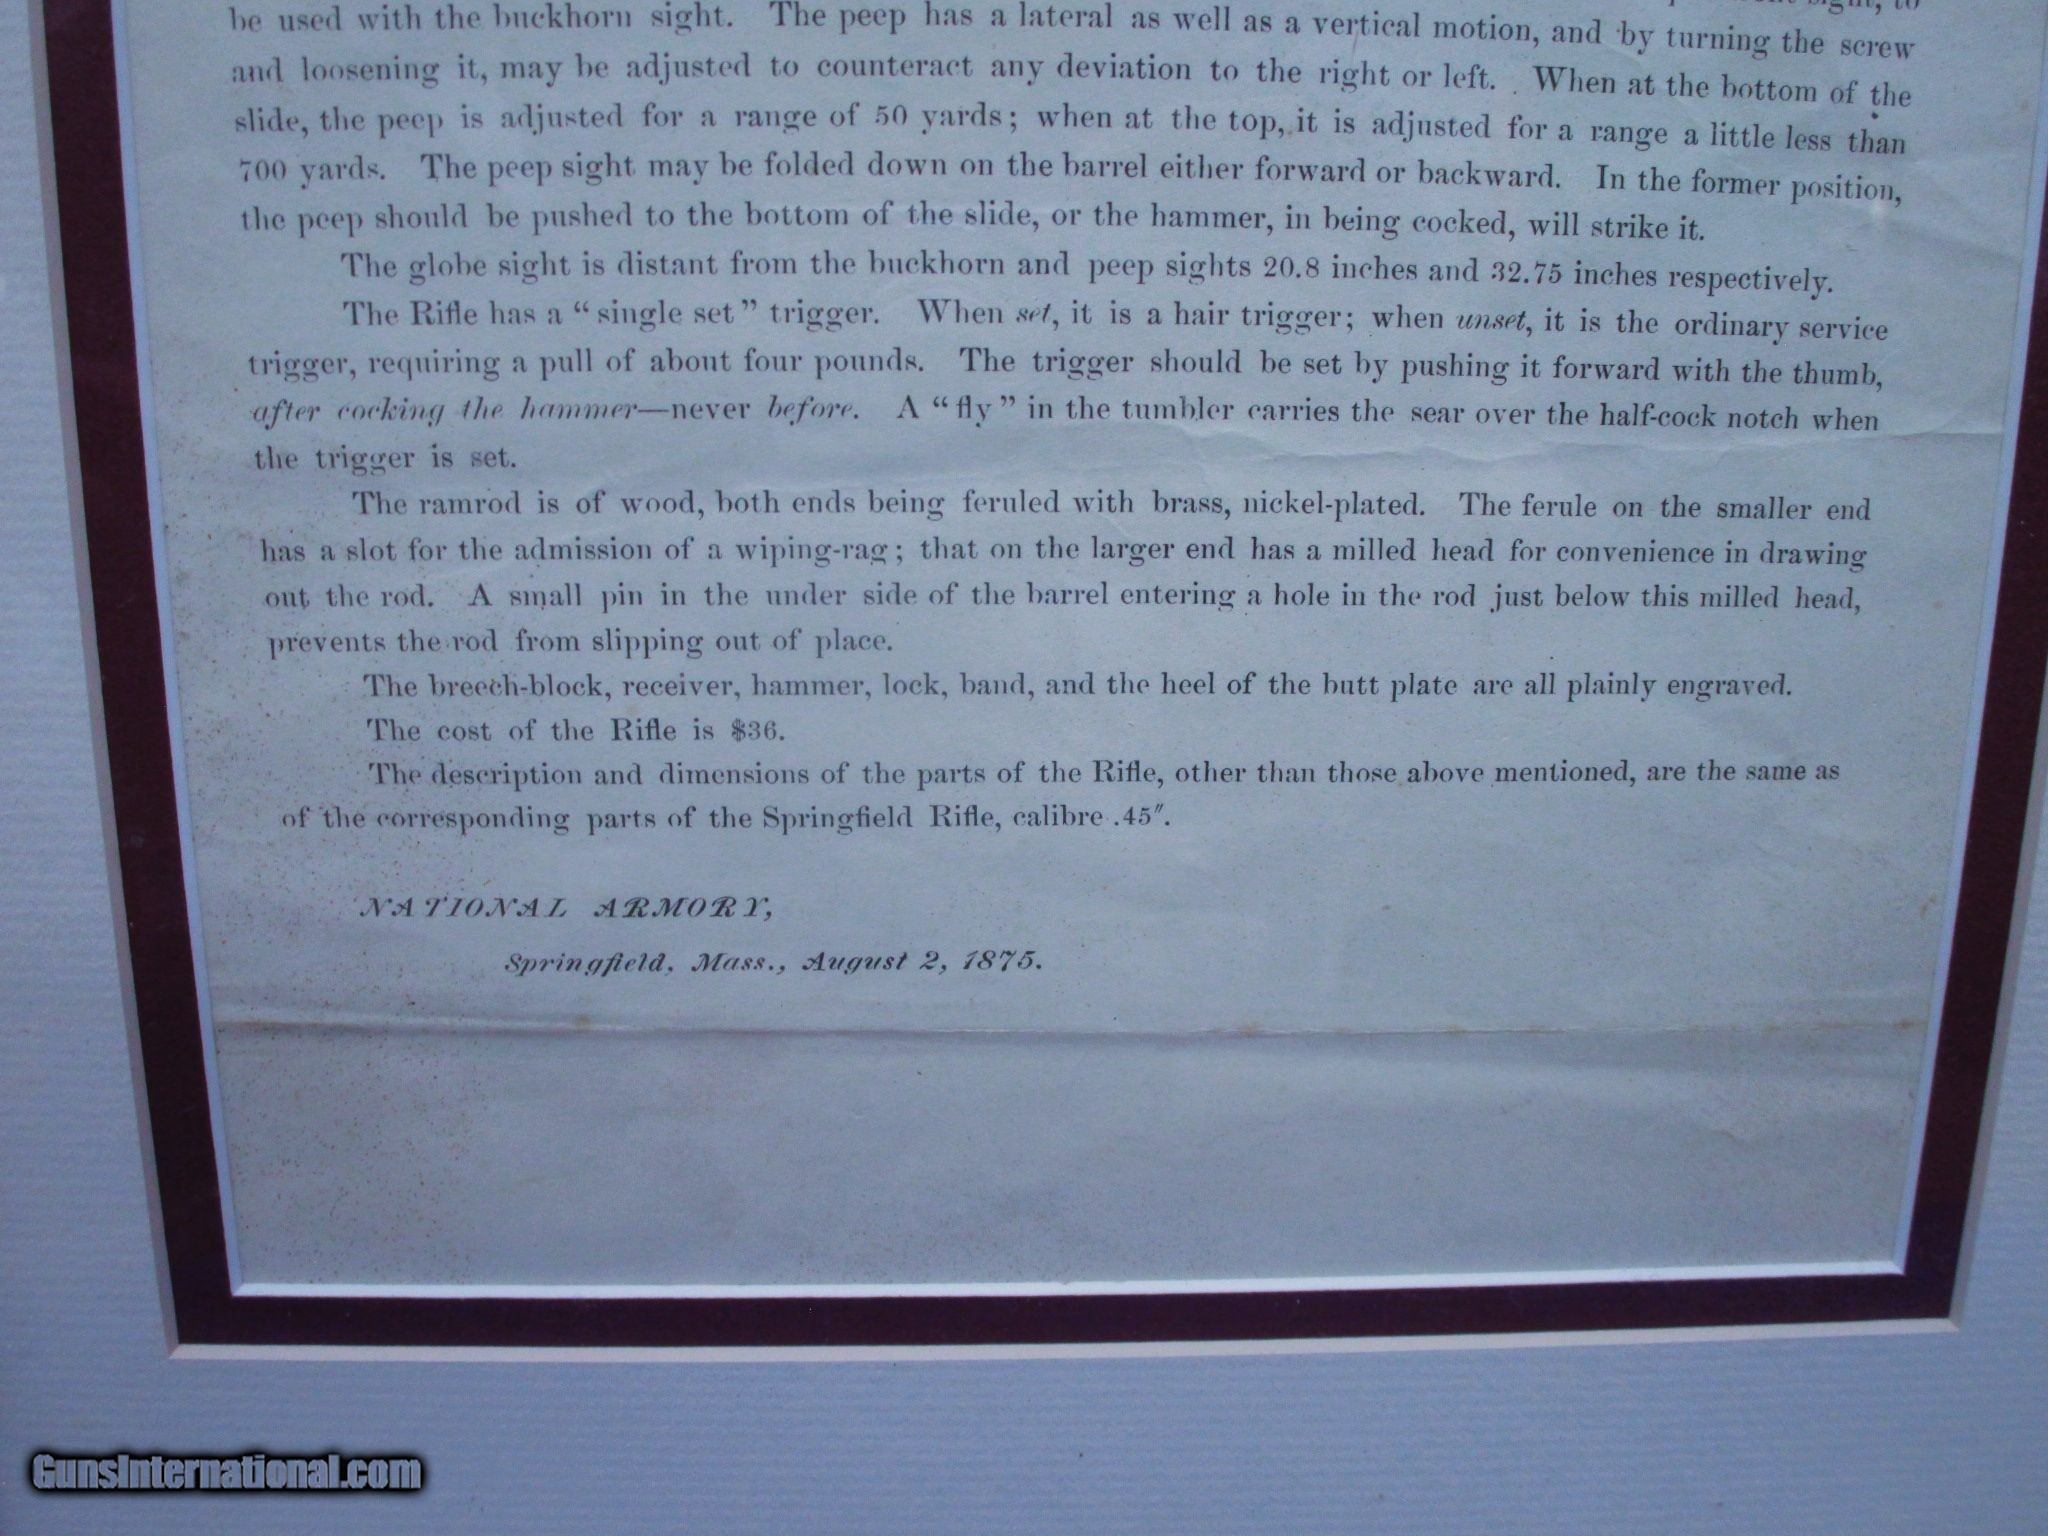 sight, to
be used with the buckhorn sight. The peep has a lateral as well as a vertical motion, and by turning the screw
and loosening it, may be adjusted to counteract any deviation to the right or left. When at the bottom of the
slide, the peep is adjusted for a range of 50 yards; when at the top, it is adjusted for a range a little less than
700 yards. The peep sight may be folded down on the barrel either forward or backward. In the former position,
the peep should be pushed to the bottom of the slide, or the hammer, in being cocked, will strike it.
The globe sight is distant from the buckhorn and peep sights 20.8 inches and 32.75 inches respectively.
The Rifle has a “single set” trigger. When set, it is a hair trigger; when unset, it is the ordinary service
trigger, requiring a pull of about four pounds. The trigger should be set by pushing it forward with the thumb,
after cocking the hammer—never before. A “fly” in the tumbler carries the sear over the half-cock notch when
the trigger is set.
The ramrod is of wood, both ends being feruled with brass, nickel-plated. The ferule on the smaller end
has a slot for the admission of a wiping-rag; that on the larger end has a milled head for convenience in drawing
out the rod. A small pin in the under side of the barrel entering a hole in the rod just below this milled head,
prevents the rod from slipping out of place.
The breech-block, receiver, hammer, lock, band, and the heel of the butt plate are all plainly engraved.
The cost of the Rifle is $36.
The description and dimensions of the parts of the Rifle, other than those above mentioned, are the same as
of the corresponding parts of the Springfield Rifle, calibre .45″.
NATIONAL ARMORY,
Springfield, Mass., August 2, 1875.
GunsInternational.com